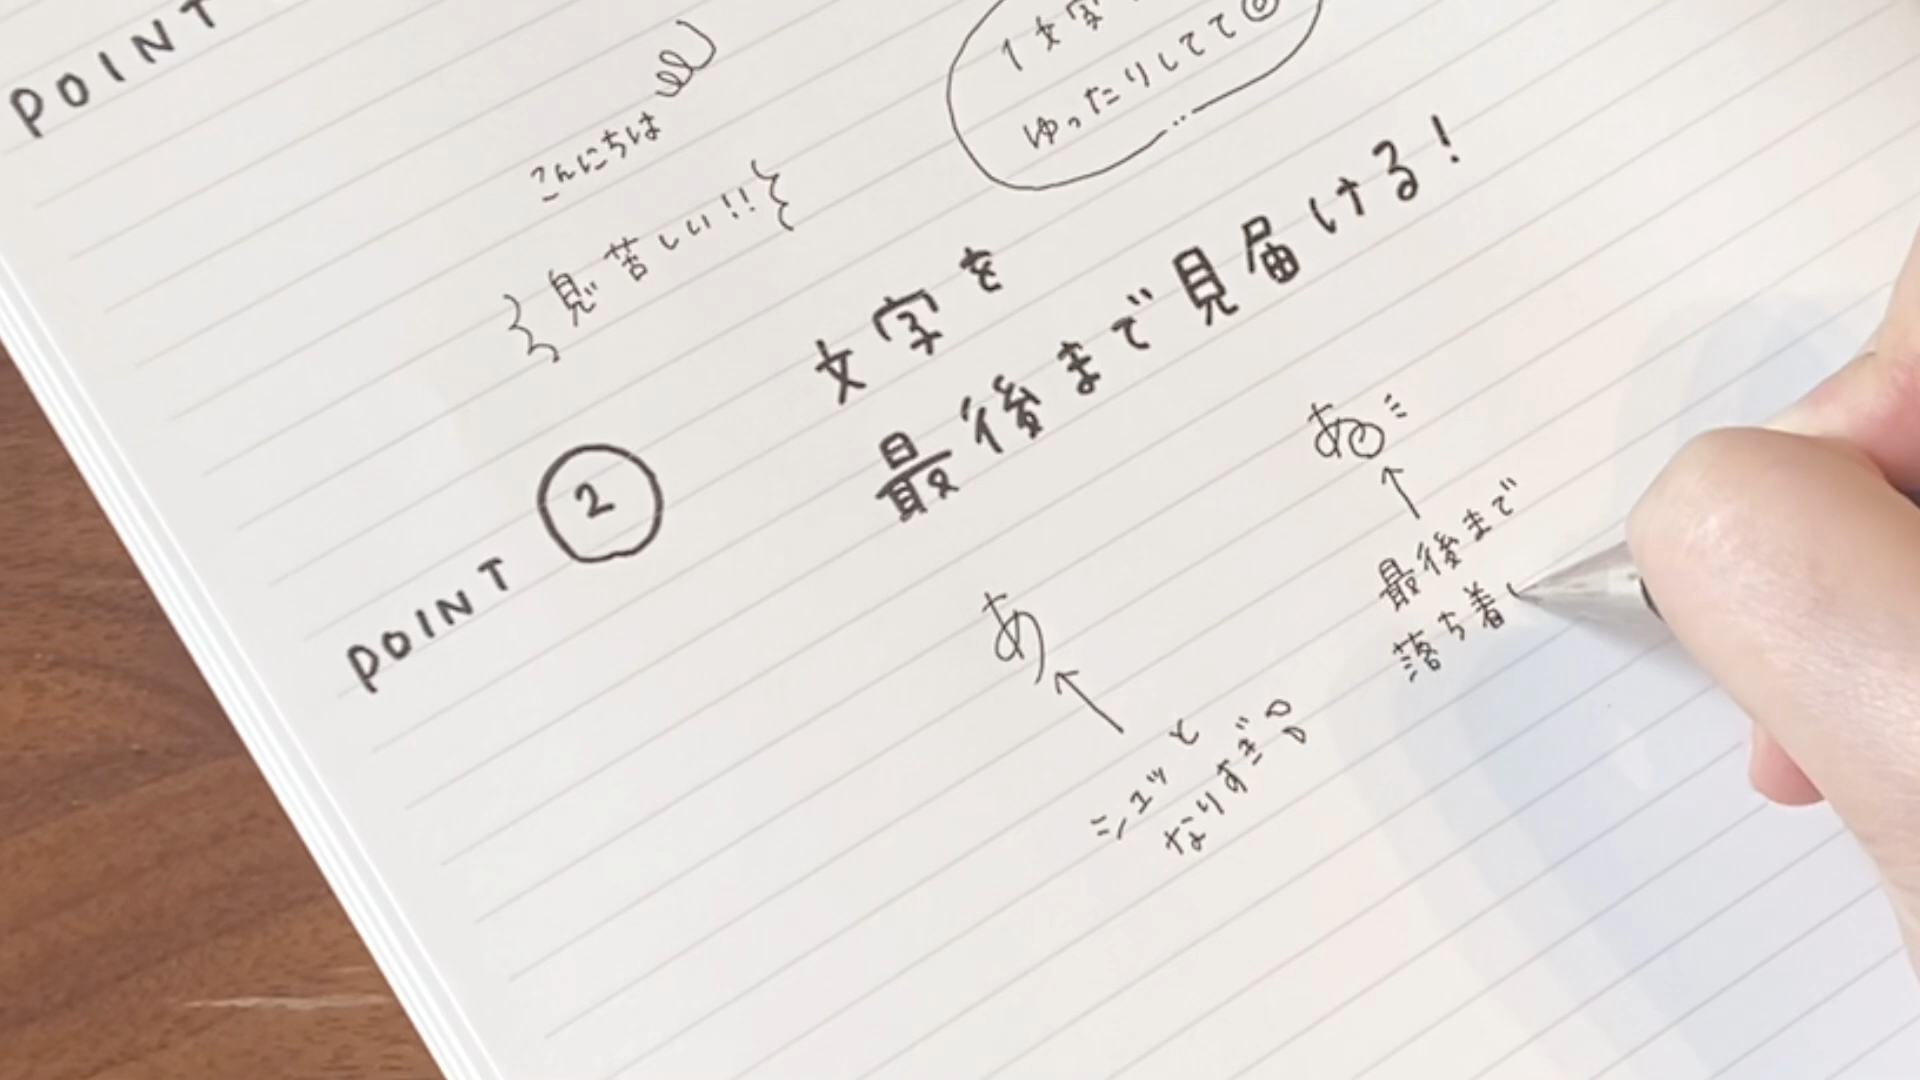 POINT
こんにちは
見苦しい!!
1文字
ゆったりしてて◎
POINT ②
文字を
最後まで見届ける!
あ
シュッと
なりすぎ
あ
最後まで
落ち着